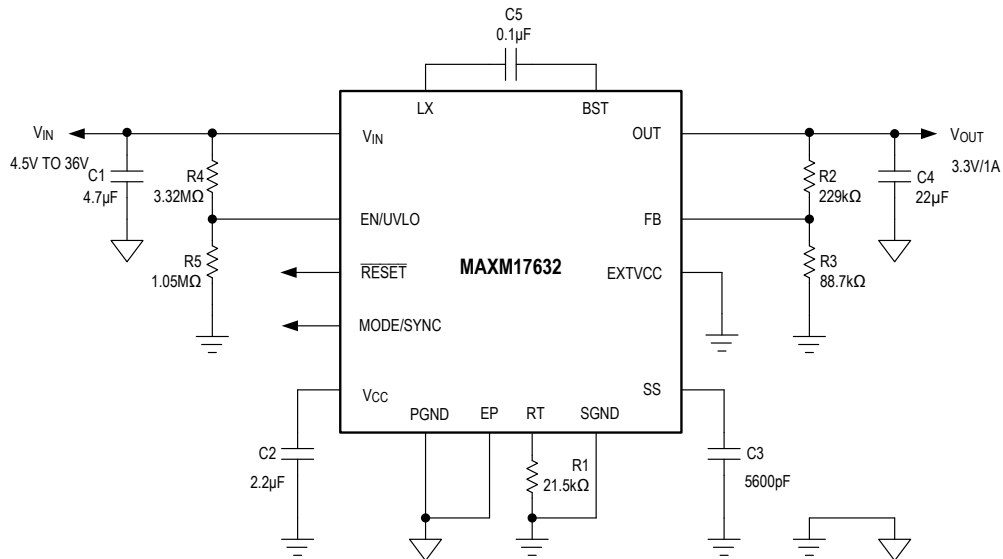 C5
0.1µF
LX
BST
VIN
VIN
OUT
VOUT
4.5V TO 36V
3.3V/1A
C1
4.7µF
R4
3.32MΩ
R2
229kΩ
C4
22µF
EN/UVLO
FB
R5
1.05MΩ
RESET
MAXM17632
EXTVCC
R3
88.7kΩ
MODE/SYNC
VCC
SS
PGND
EP
RT
SGND
C2
2.2µF
R1
21.5kΩ
C3
5600pF